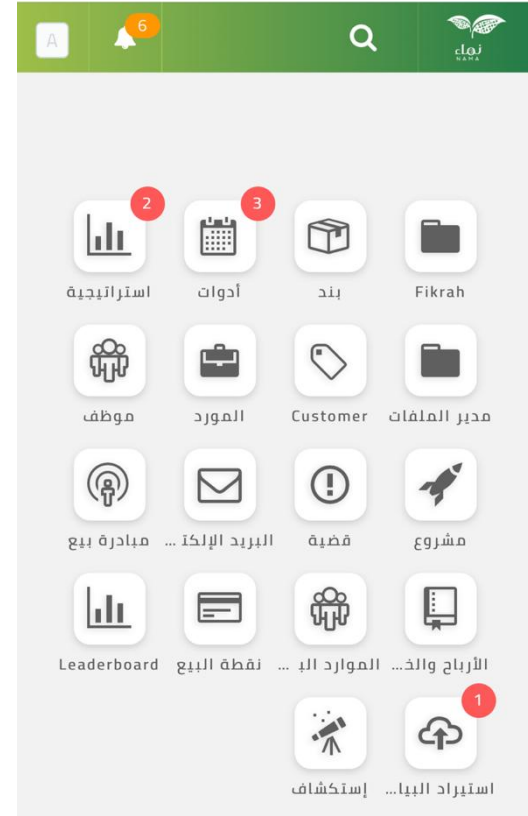 نماء
NAMA
6
A
Fikrah
بند
أدوات
3
استراتيجية
2
مدير الملفات
Customer
المورد
موظف
مشروع
قضية
البريد الإلكتـ ...
مبادرة بيع
الأرباح والخـ...
الموارد البـ ...
نقطة البيع
Leaderboard
استيراد البيا...
1
إستكشاف